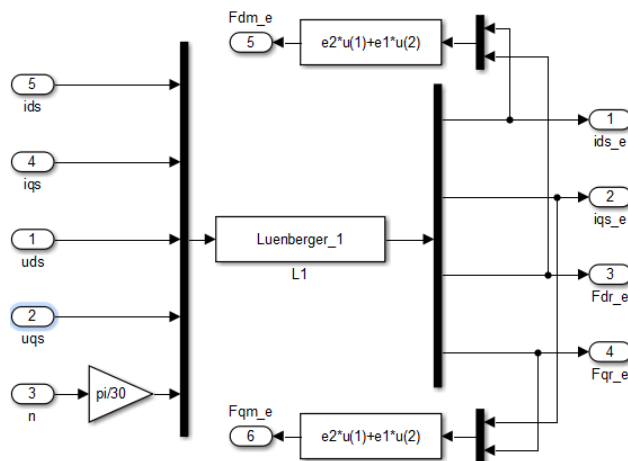 Fdm_e
5
e2*u(1)+e1*u(2)
5
ids
1
ids_e
4
iqs
2
iqs_e
1
uds
Luenberger_1
L1
3
Fdr_e
2
uqs
4
Fqr_e
3
n
pi/30
Fqm_e
6
e2*u(1)+e1*u(2)